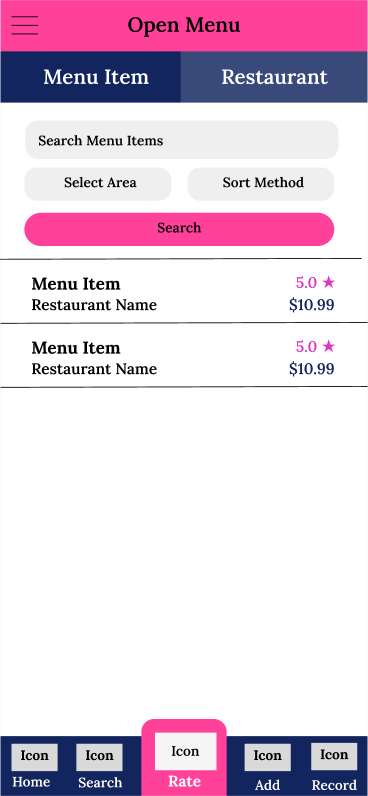 Open Menu
Menu Item Restaurant
Search Menu Items
Select Area Sort Method
Search
Menu Item 5.0 ★
Restaurant Name $10.99
Menu Item 5.0 ★
Restaurant Name $10.99
Icon Icon Icon Icon Icon
Home Search Rate Add Record